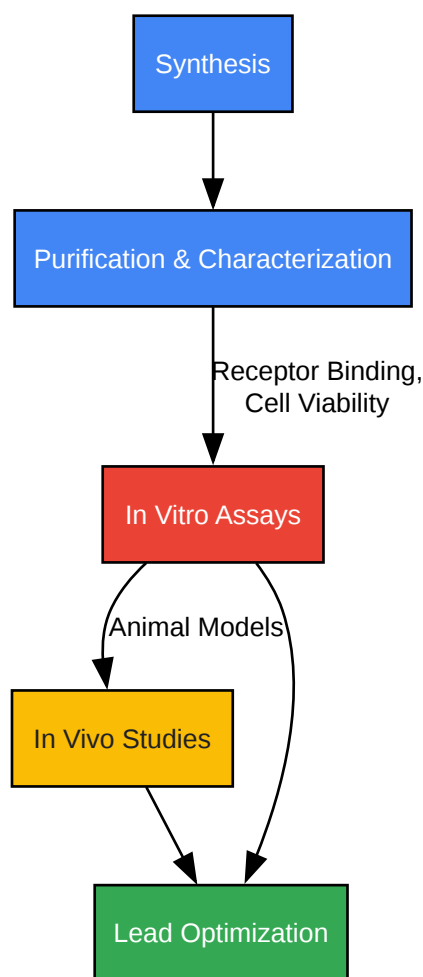 Synthesis
Purification & Characterization
Receptor Binding,
Cell Viability
In Vitro Assays
Animal Models
In Vivo Studies
Lead Optimization